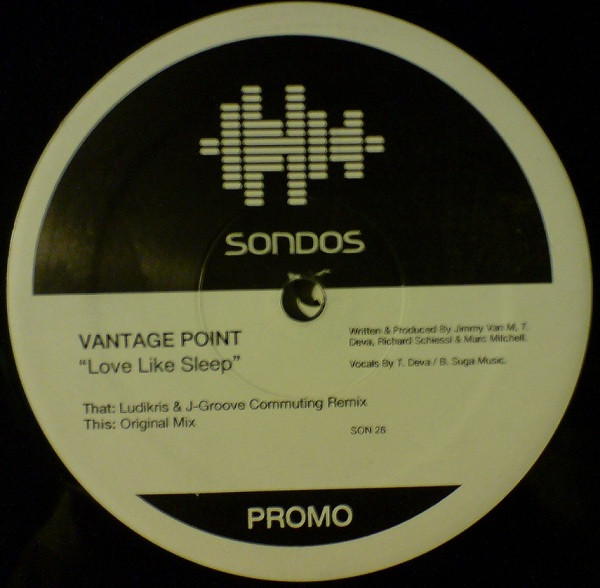 SONDOS
VANTAGE POINT
“Love Like Sleep”
Written & Produced By Jimmy Van M, T.
Deva, Richard Schiessl & Marc Mitchell.
Vocals By T. Deva / B. Suga Music.
That: Ludikris & J-Groove Commuting Remix
This: Original Mix
SON 26
PROMO